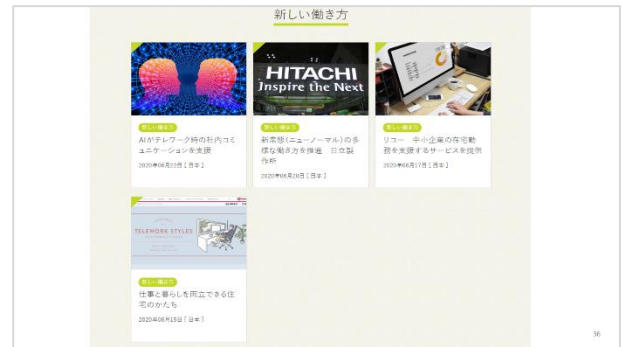 新しい働き方
HITACHI
Inspire the Next
新しい働き方
AIがテレワーク時の社内コミ
ュニケーションを支援
2020年06月22日 [ 日本 ]
新しい働き方
新常態(ニューノーマル)の多
様な働き方を推進 日立製
作所
2020年06月20日 [ 日本 ]
新しい働き方
リコー 中小企業の在宅勤
務を支援するサービスを提供
2020年06月17日 [ 日本 ]
TELEWORK STYLES
新しい働き方
仕事と暮らしを両立できる住
宅のかたち
2020年06月15日 [ 日本 ]
36